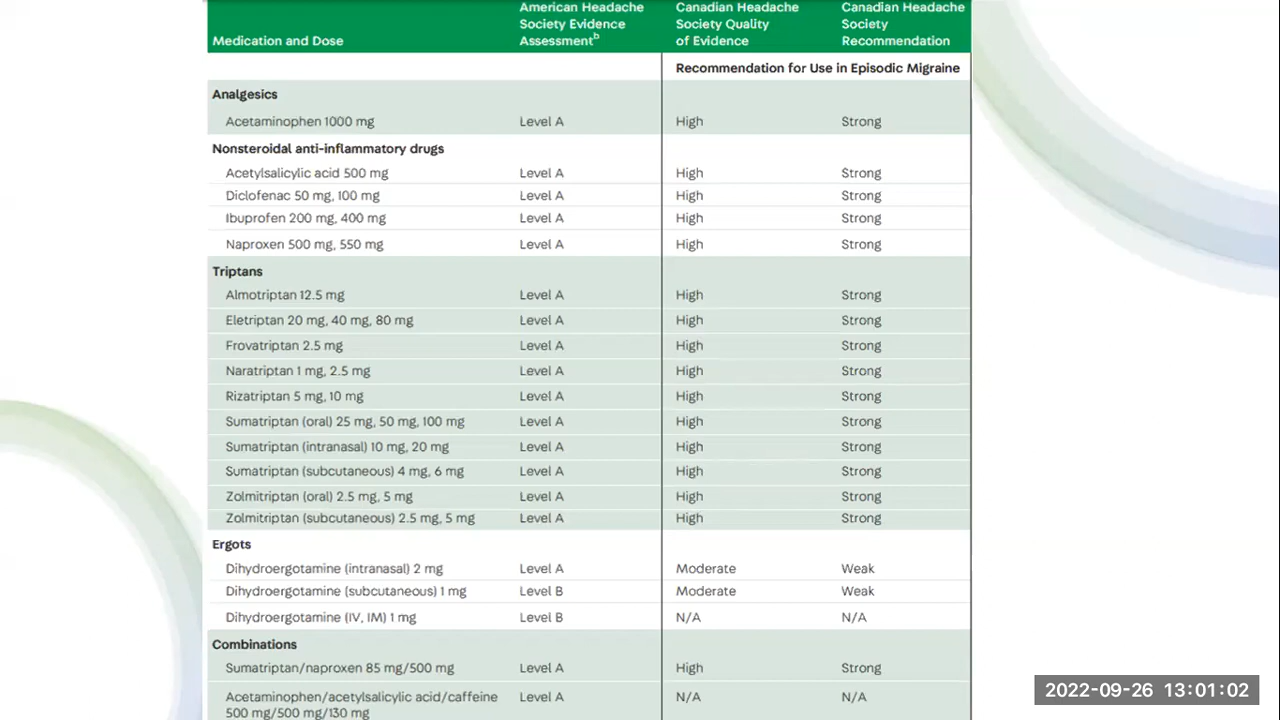 Medication and Dose American Headache Society Evidence Assessmentb Canadian Headache Society Quality of Evidence Canadian Headache Society Recommendation
Recommendation for Use in Episodic Migraine
Analgesics
Acetaminophen 1000 mg Level A High Strong
Nonsteroidal anti-inflammatory drugs
Acetylsalicylic acid 500 mg Level A High Strong
Diclofenac 50 mg, 100 mg Level A High Strong
Ibuprofen 200 mg, 400 mg Level A High Strong
Naproxen 500 mg, 550 mg Level A High Strong
Triptans
Almotriptan 12.5 mg Level A High Strong
Eletriptan 20 mg, 40 mg, 80 mg Level A High Strong
Frovatriptan 2.5 mg Level A High Strong
Naratriptan 1 mg, 2.5 mg Level A High Strong
Rizatriptan 5 mg, 10 mg Level A High Strong
Sumatriptan (oral) 25 mg, 50 mg, 100 mg Level A High Strong
Sumatriptan (intranasal) 10 mg, 20 mg Level A High Strong
Sumatriptan (subcutaneous) 4 mg, 6 mg Level A High Strong
Zolmitriptan (oral) 2.5 mg, 5 mg Level A High Strong
Zolmitriptan (subcutaneous) 2.5 mg, 5 mg Level A High Strong
Ergots
Dihydroergotamine (intranasal) 2 mg Level A Moderate Weak
Dihydroergotamine (subcutaneous) 1 mg Level B Moderate Weak
Dihydroergotamine (IV, IM) 1 mg Level B N/A N/A
Combinations
Sumatriptan/naproxen 85 mg/500 mg Level A High Strong
Acetaminophen/acetylsalicylic acid/caffeine Level A N/A N/A
500 mg/500 mg/130 mg
2022-09-26 13:01:02